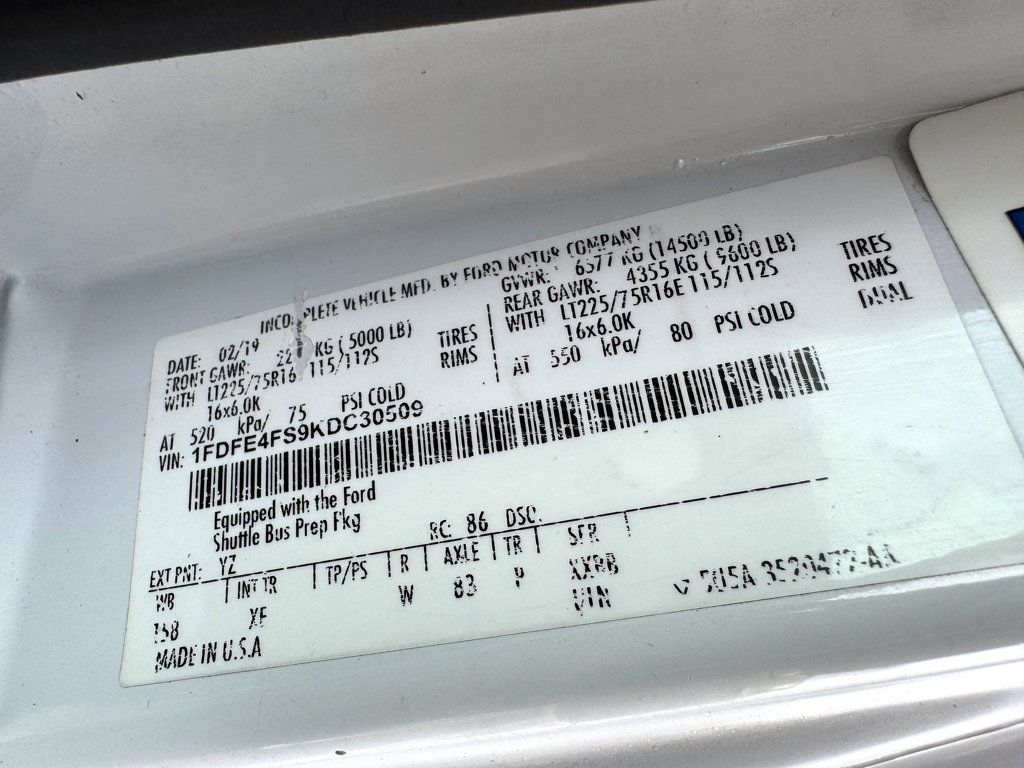 INCO PLETE VEHICLE MFD. BY FORD MOTOR COMPANY
DATE: 02/19
FRONT GAWR: 22 KG (5000 LB)
WITH LT225/75R16 115/112S TIRES
16x6.0K RIMS
AT 520 kPa/ 75 PSI COLD
GVWR: 6577 KG (14500 LB)
REAR GAWR: 4355 KG (9600 LB)
WITH LT225/75R16E 115/112S TIRES
16x6.0K RIMS
AT 550 kPa/ 80 PSI COLD DUAL
VIN: 1FDFE4FS9KDC30509
Equipped with the Ford
Shuttle Bus Prep Pkg
EXT PNT: YZ RC: 86 DSO:
WB INT TR TP/PS R AXLE TR SFR
158 XE W 83 P XXRB
MADE IN U.S.A VIN